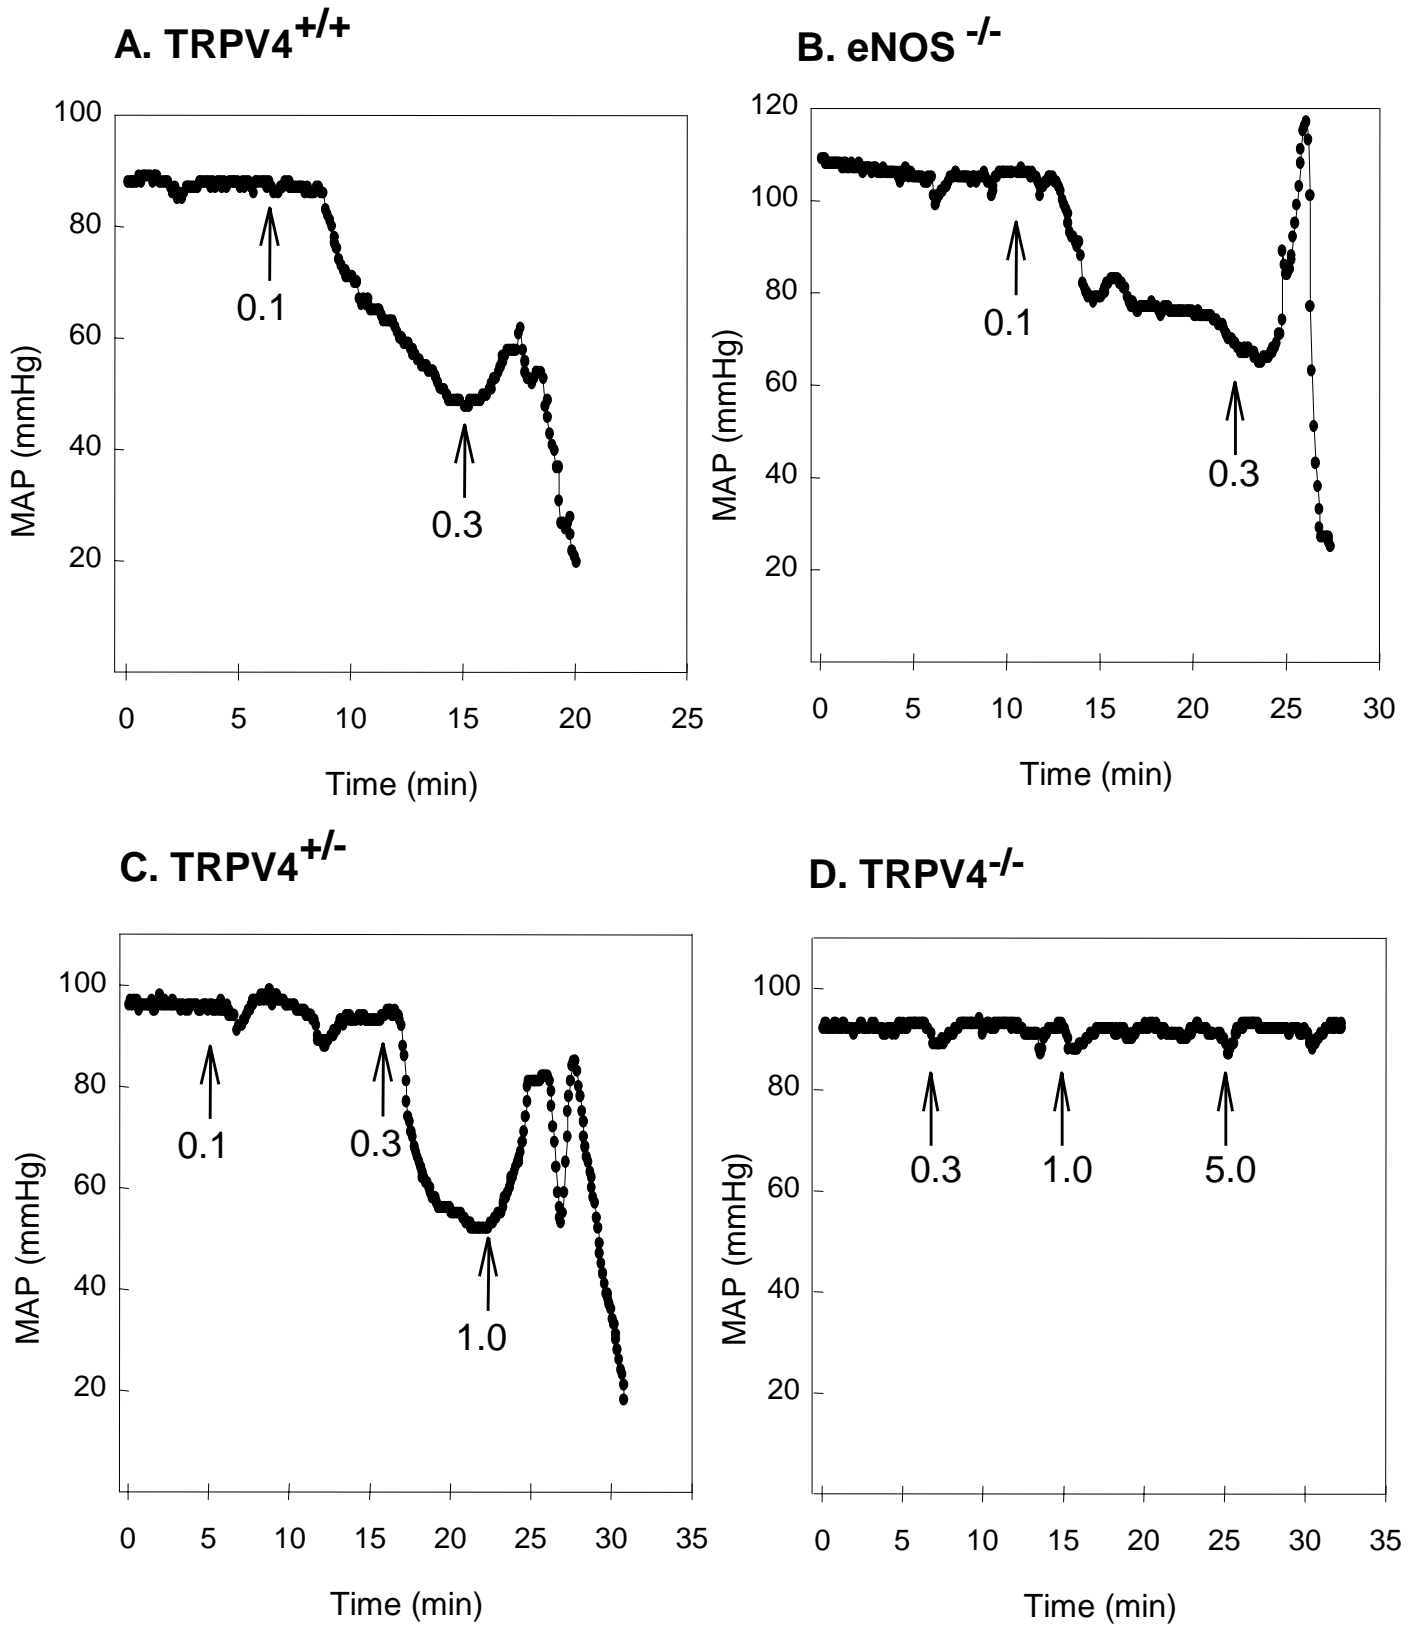 A. TRPV4+/+
100
80
60
40
20
MAP (mmHg)
0.1
0.3
0 5 10 15 20 25
Time (min)
B. eNOS -/-
120
100
80
60
40
20
MAP (mmHg)
0.1
0.3
0 5 10 15 20 25 30
Time (min)
C. TRPV4+/-
100
80
60
40
20
MAP (mmHg)
0.1
0.3
1.0
0 5 10 15 20 25 30 35
Time (min)
D. TRPV4-/-
100
80
60
40
20
MAP (mmHg)
0.3 1.0 5.0
0 5 10 15 20 25 30 35
Time (min)